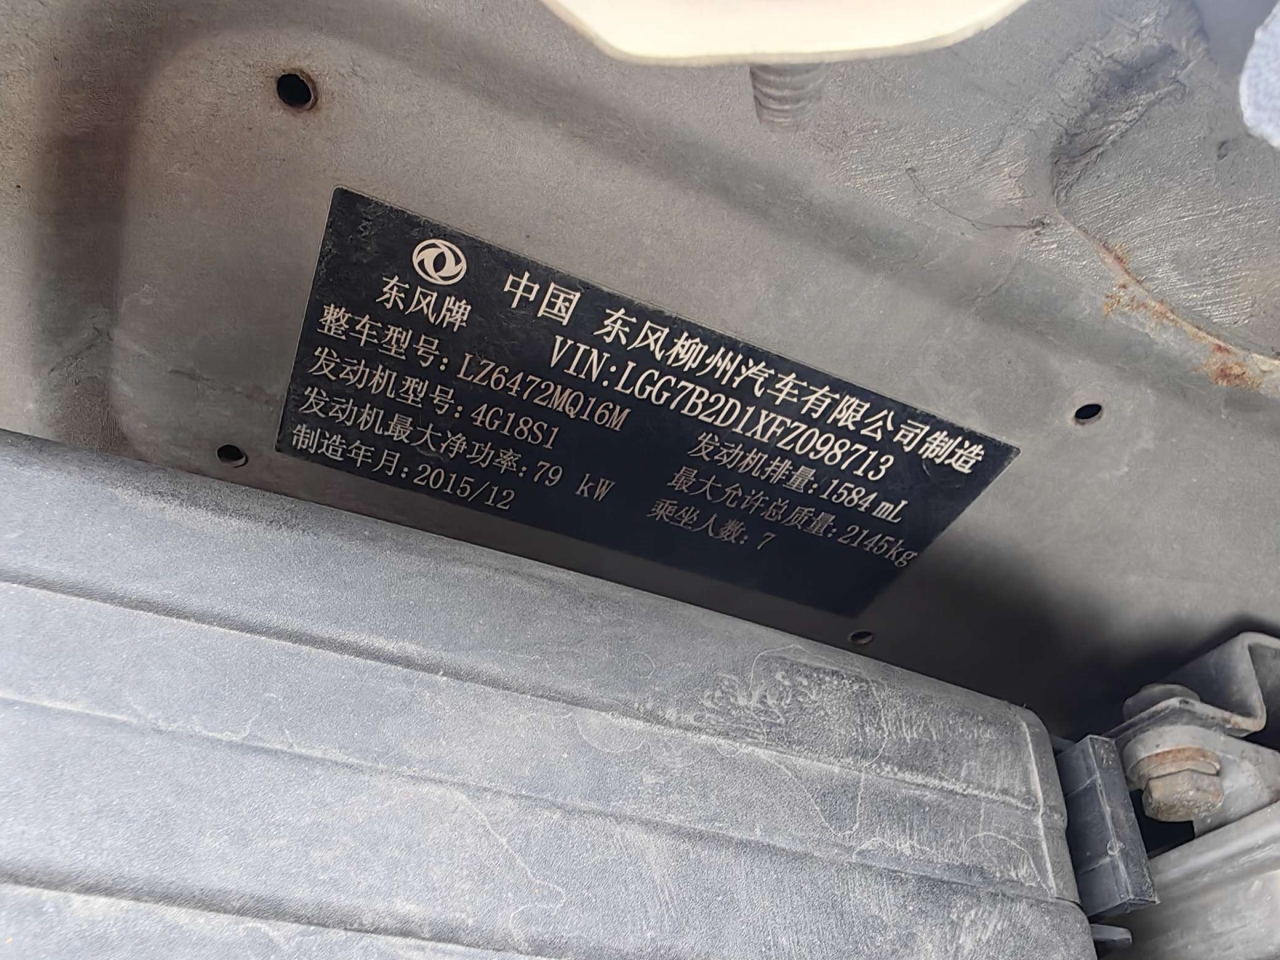 中国 东风柳州汽车有限公司制造
东风牌
VIN:LGG7B2D1XFZ098713
整车型号:LZ6472MQ16M
发动机型号:4G18S1
发动机排量:1584mL
发动机最大净功率:79 kW
最大允许总质量:2145kg
制造年月:2015/12
乘坐人数:7